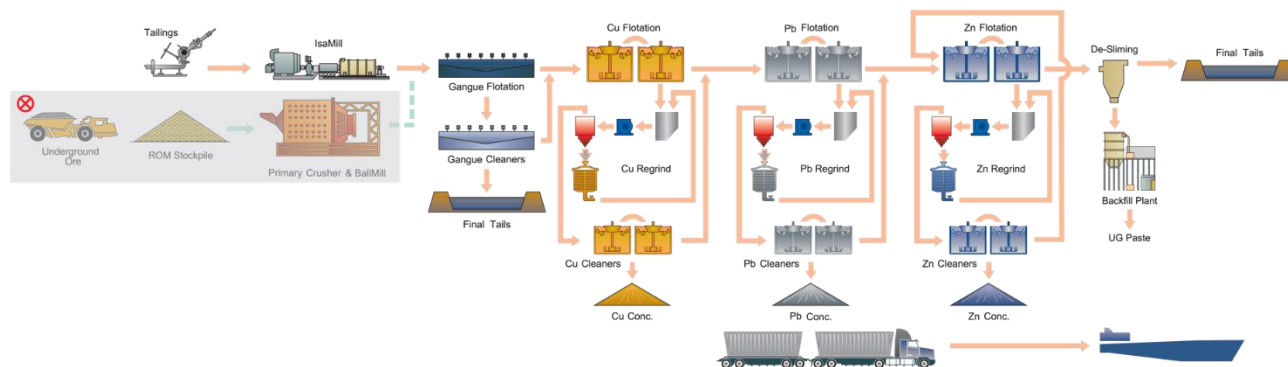 Tailings
IsaMill
Gangue Flotation
Cu Flotation
Pb Flotation
Zn Flotation
De-Sliming
Final Tails
Underground
Ore
ROM Stockpile
Primary Crusher & BallMill
Gangue Cleaners
Final Tails
Cu Regrind
Pb Regrind
Zn Regrind
Backfill Plant
UG Paste
Cu Cleaners
Pb Cleaners
Zn Cleaners
Cu Conc.
Pb Conc.
Zn Conc.